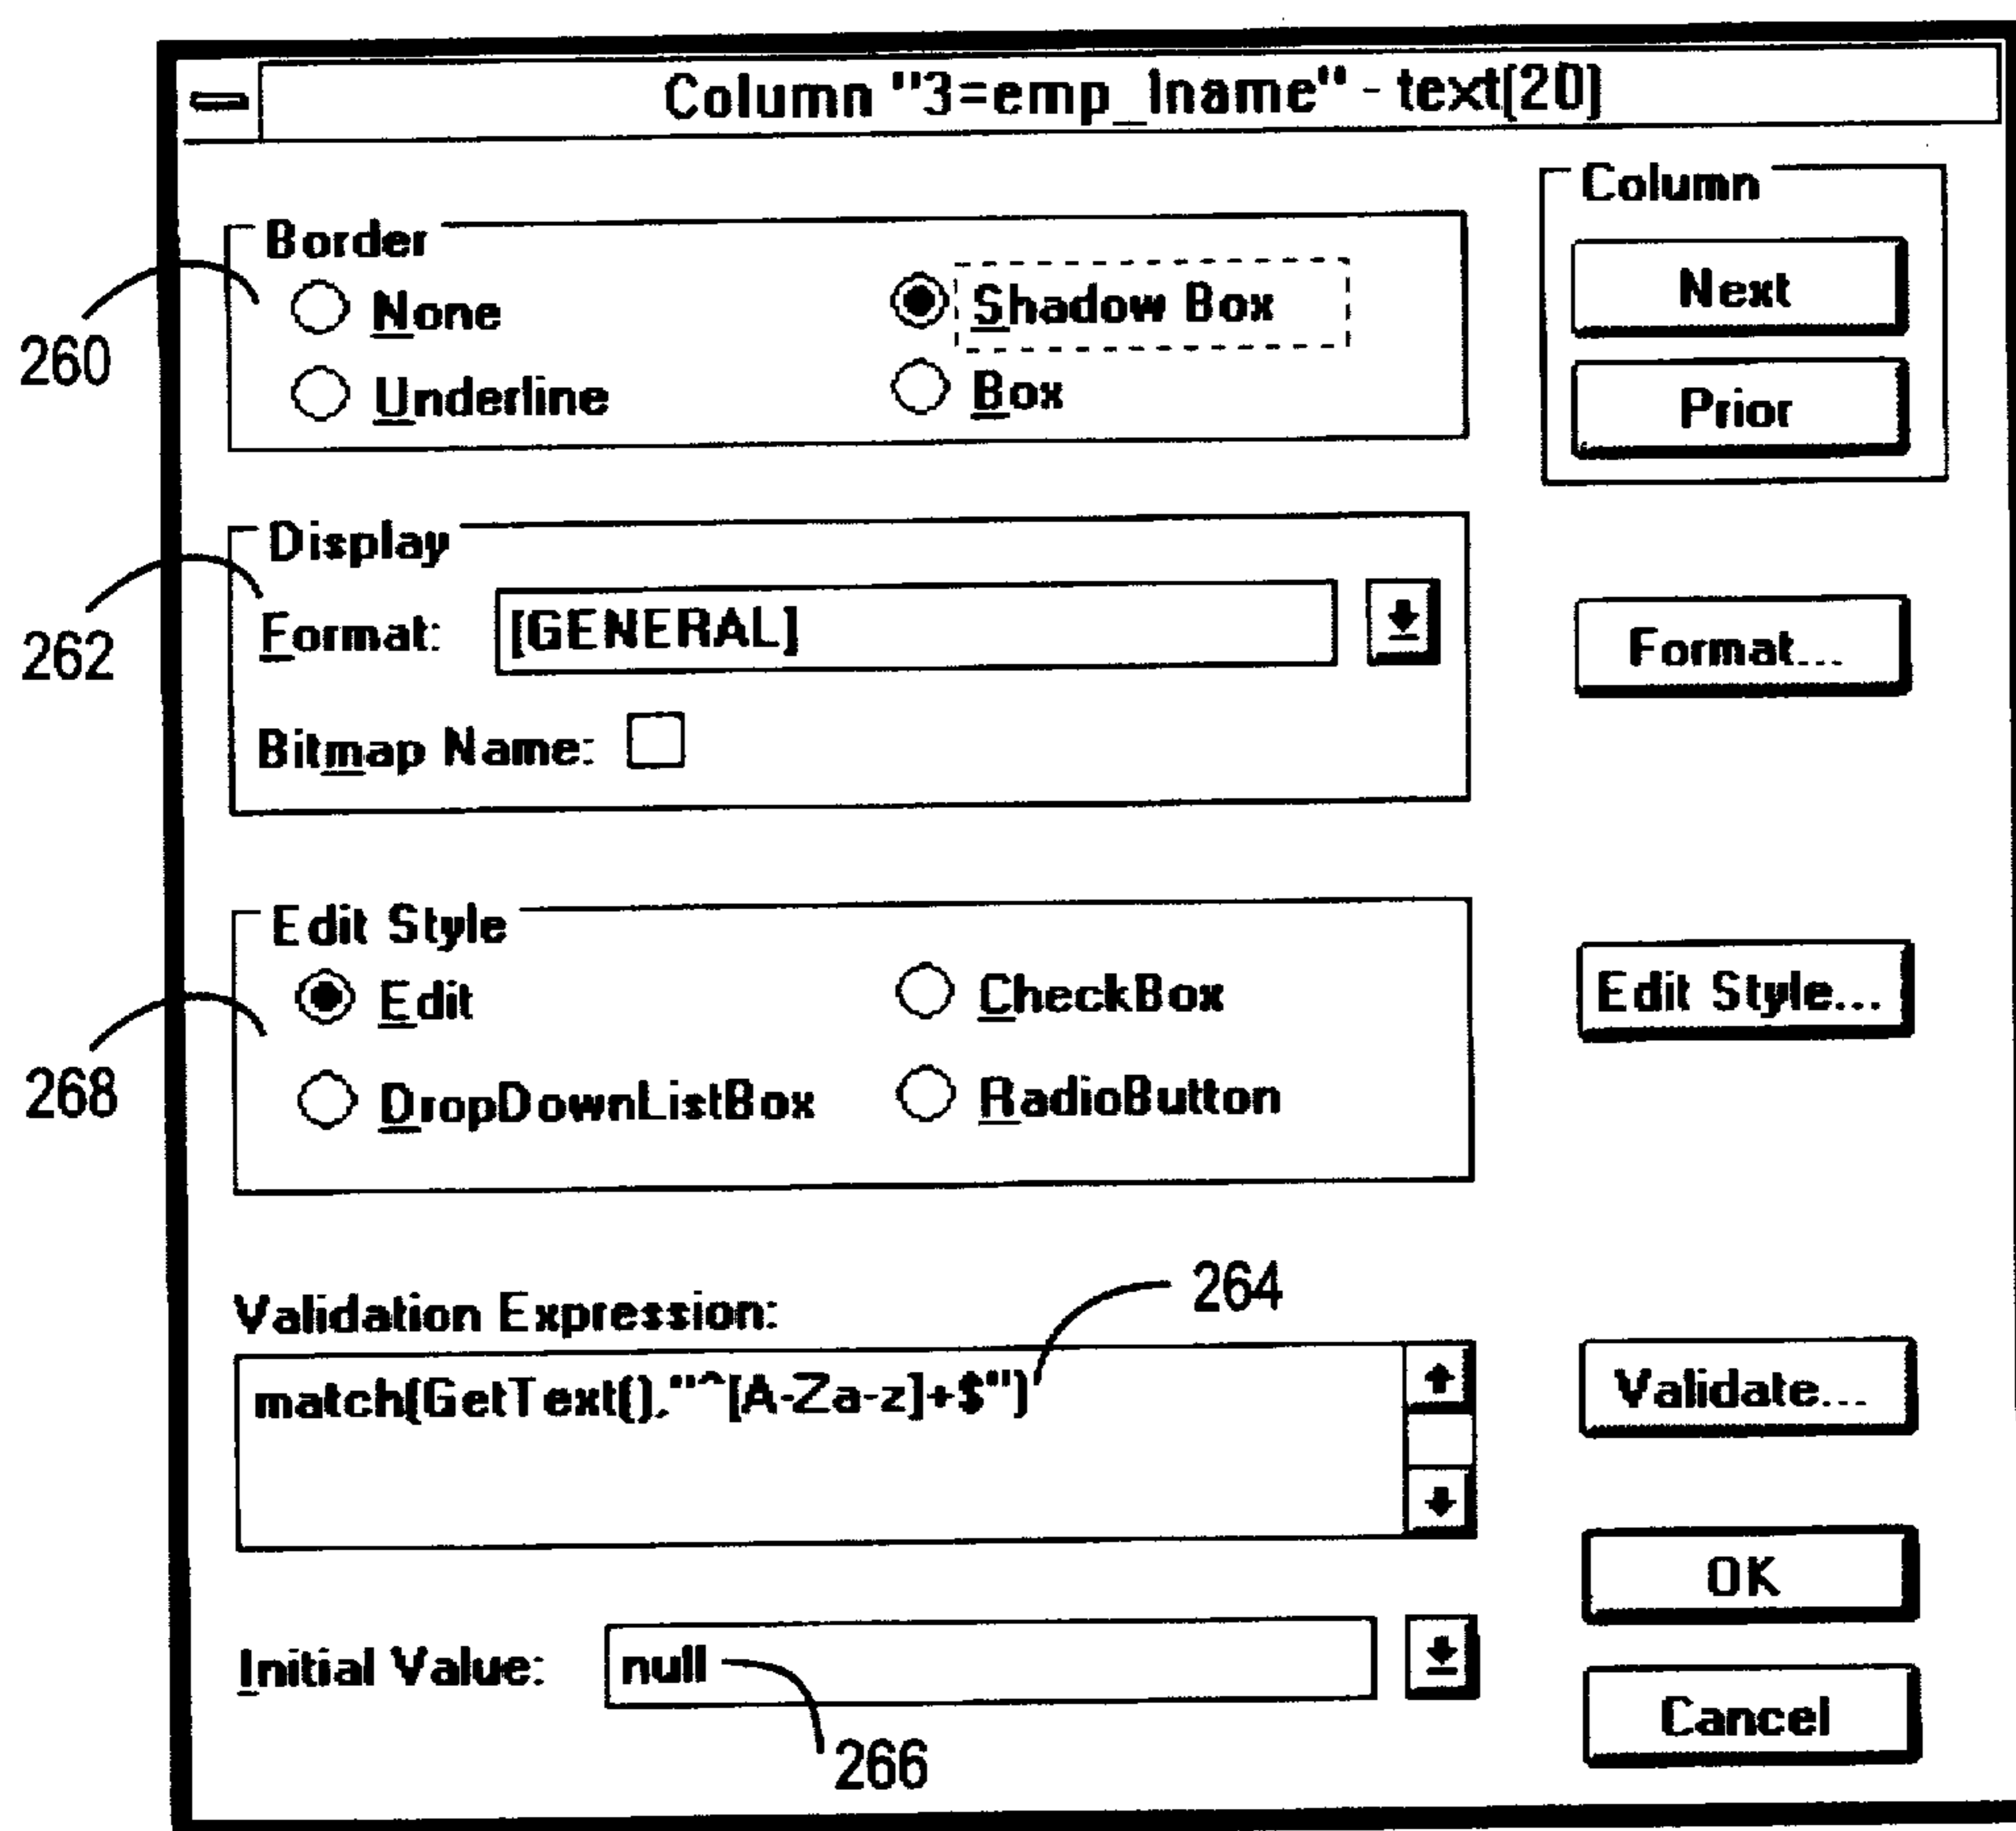 Column "3=emp_lname" - text(20)
Column
Border
None
Shadow Box
Next
260
Underline
Box
Prior
Display
262
Format:
[GENERAL]
Format...
Bitmap Name:
Edit Style
Edit
CheckBox
Edit Style...
268
DropDownListBox
RadioButton
264
Validation Expression:
match(GetText(),"^[A-Za-z]+$")
Validate...
OK
Initial Value:
null
Cancel
266